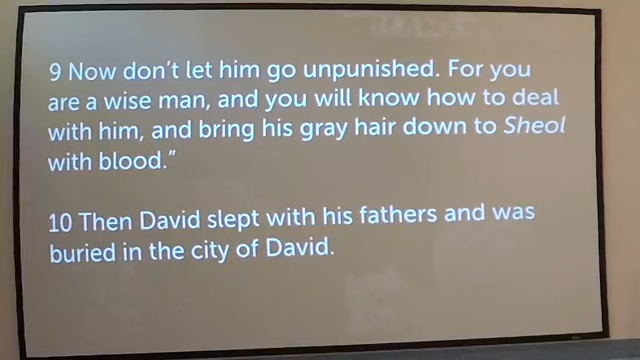 9 Now don't let him go unpunished. For you
are a wise man, and you will know how to deal
with him, and bring his gray hair down to Sheol
with blood.”
10 Then David slept with his fathers and was
buried in the city of David.